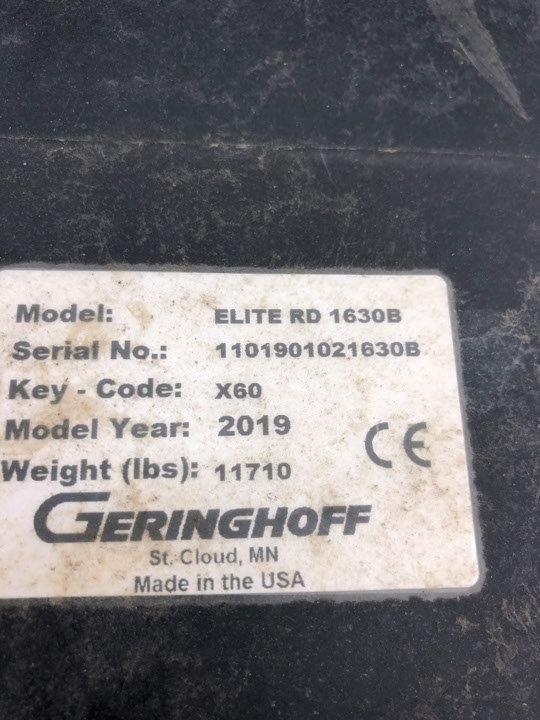 Model: ELITE RD 1630B
Serial No.: 1101901021630B
Key - Code: X60
Model Year: 2019
Weight (lbs): 11710
CE
GERINGHOFF
St. Cloud, MN
Made in the USA